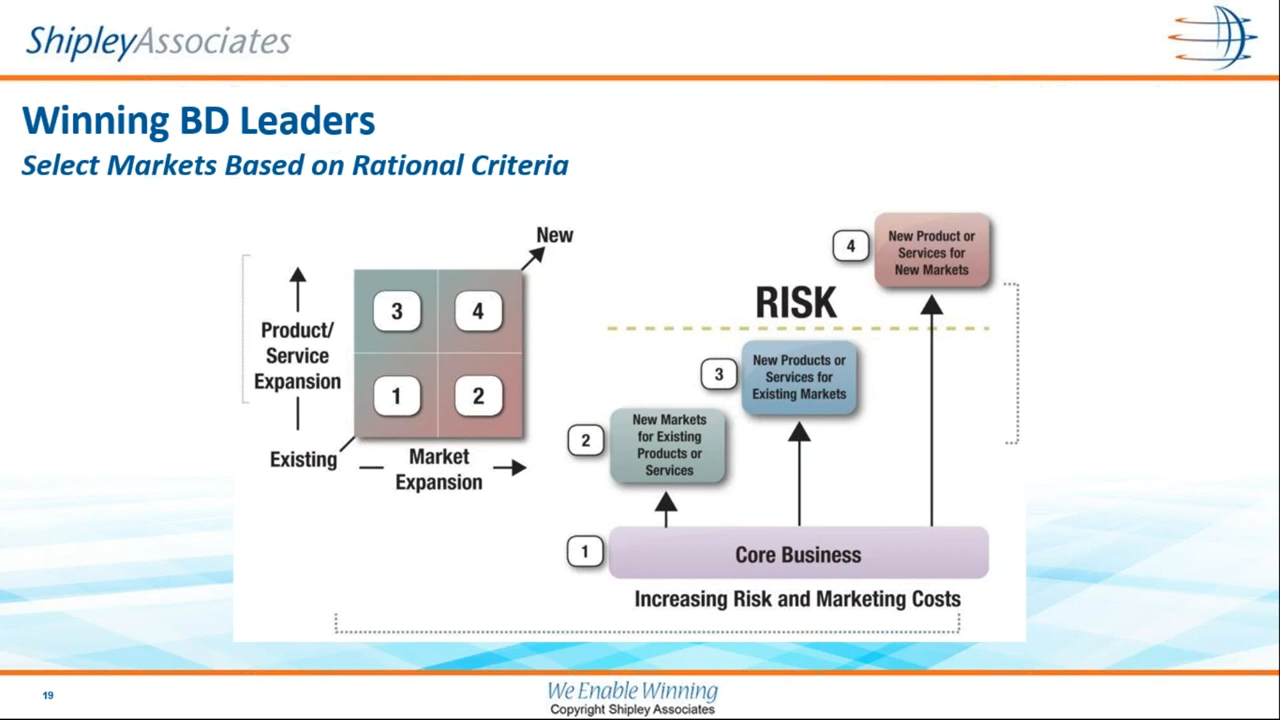 ShipleyAssociates
Winning BD Leaders
Select Markets Based on Rational Criteria
New
Product/
Service
Expansion
3
4
1
2
Existing
Market
Expansion
4
New Product or
Services for
New Markets
RISK
3
New Products or
Services for
Existing Markets
2
New Markets
for Existing
Products or
Services
1
Core Business
Increasing Risk and Marketing Costs
19
We Enable Winning
Copyright Shipley Associates